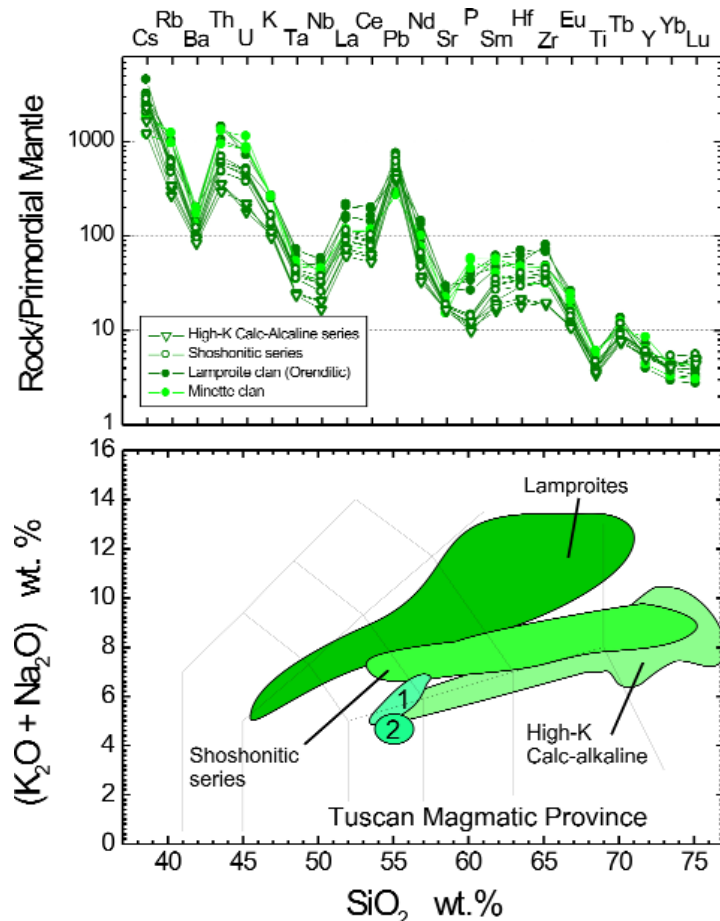 Rb Th K Nb Ce Nd P Hf Eu Tb Yb
Cs Ba U Ta La Pb Sr Sm Zr Ti Y Lu
Rock/Primordial Mantle
1000
100
10
1
High-K Calc-Alcaline series
Shoshonitic series
Lamproite clan (Orenditic)
Minette clan
(K₂O + Na₂O) wt. %
16
14
12
10
8
6
4
2
0
Lamproites
1
2
Shoshonitic
series
High-K
Calc-alkaline
Tuscan Magmatic Province
40 45 50 55 60 65 70 75
SiO₂ wt.%